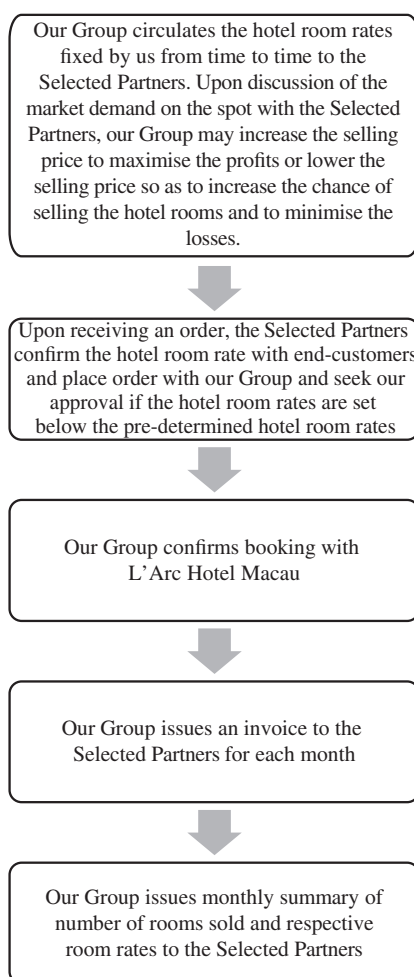 Our Group circulates the hotel room rates
fixed by us from time to time to the
Selected Partners. Upon discussion of the
market demand on the spot with the Selected
Partners, our Group may increase the selling
price to maximise the profits or lower the
selling price so as to increase the chance of
selling the hotel rooms and to minimise the
losses.
Upon receiving an order, the Selected Partners
confirm the hotel room rate with end-customers
and place order with our Group and seek our
approval if the hotel room rates are set
below the pre-determined hotel room rates
Our Group confirms booking with
L’Arc Hotel Macau
Our Group issues an invoice to the
Selected Partners for each month
Our Group issues monthly summary of
number of rooms sold and respective
room rates to the Selected Partners